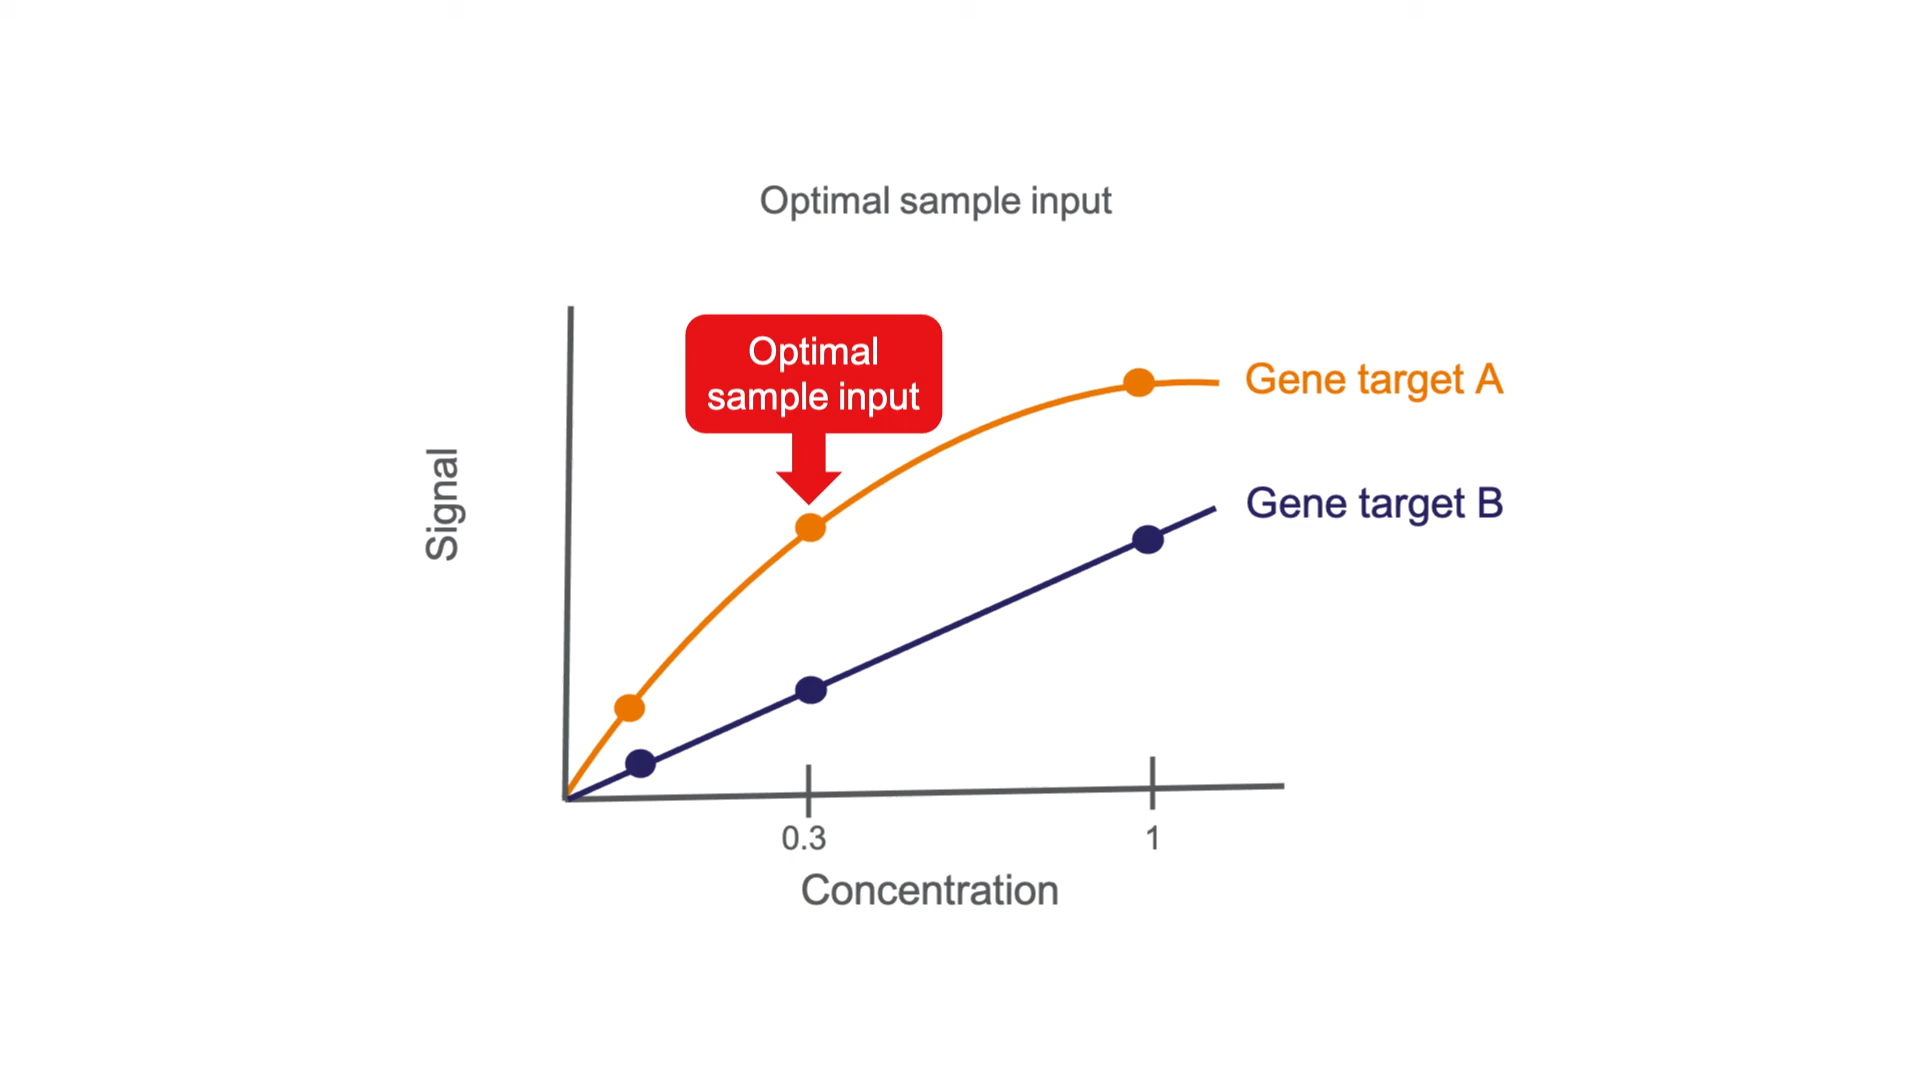 Optimal sample input
Optimal
sample input
Gene target A
Gene target B
Signal
0.3
1
Concentration